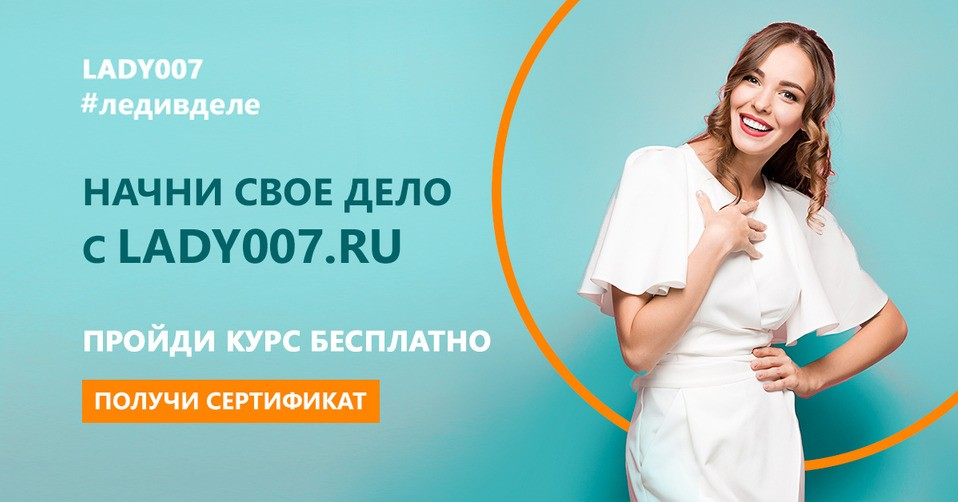 LADY007
#ледивделе
НАЧНИ СВОЕ ДЕЛО
С LADY007.RU
ПРОЙДИ КУРС БЕСПЛАТНО
ПОЛУЧИ СЕРТИФИКАТ